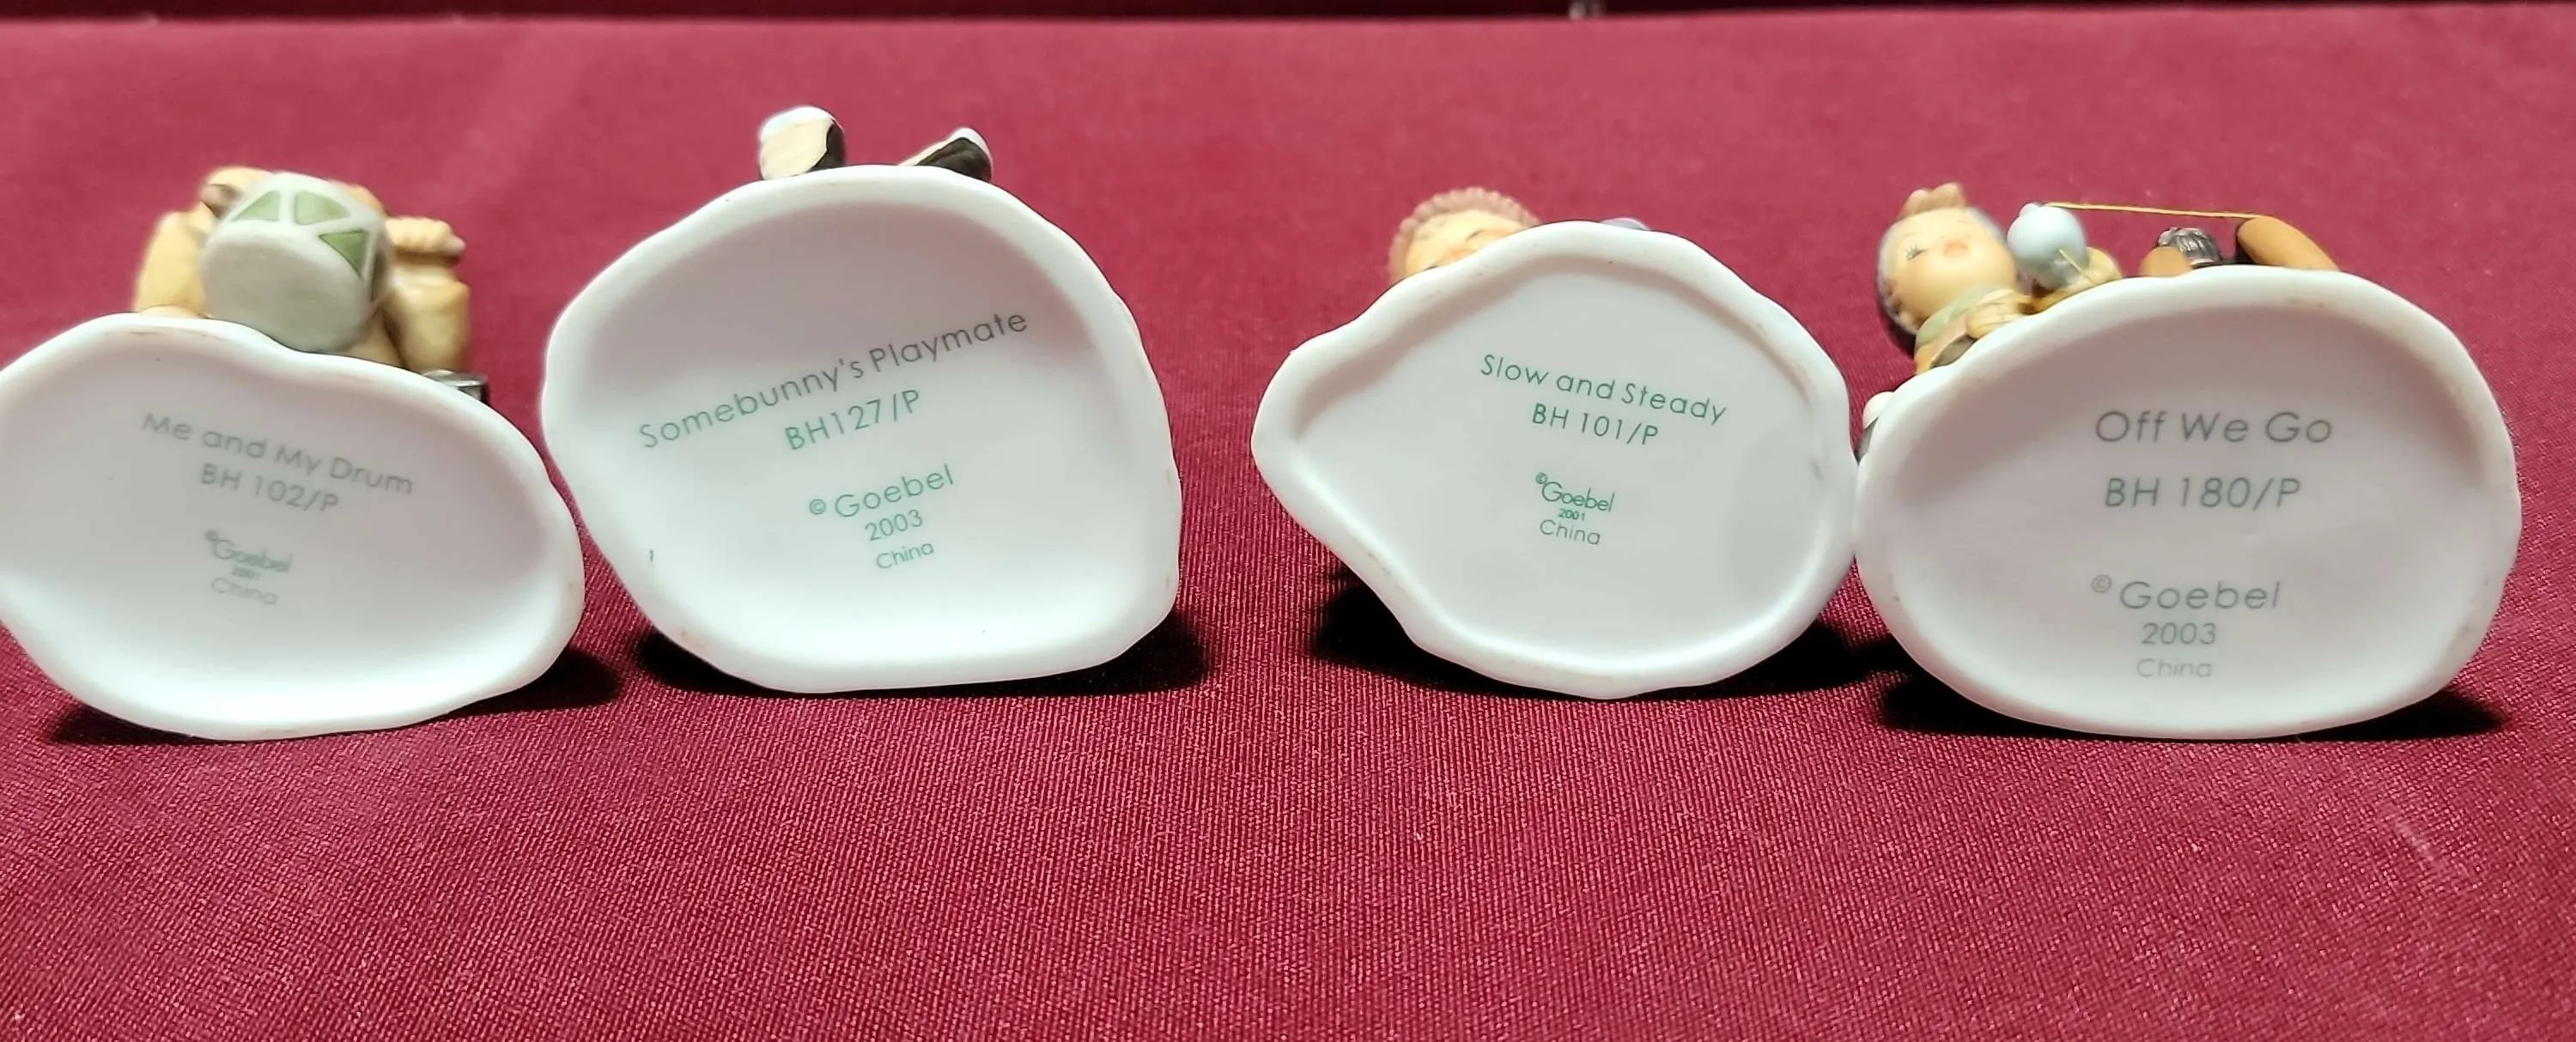 Me and My Drum
BH 102/P
©Goebel
2001
China
Somebunny's Playmate
BH127/P
© Goebel
2003
China
Slow and Steady
BH 101/P
©Goebel
2001
China
Off We Go
BH 180/P
© Goebel
2003
China